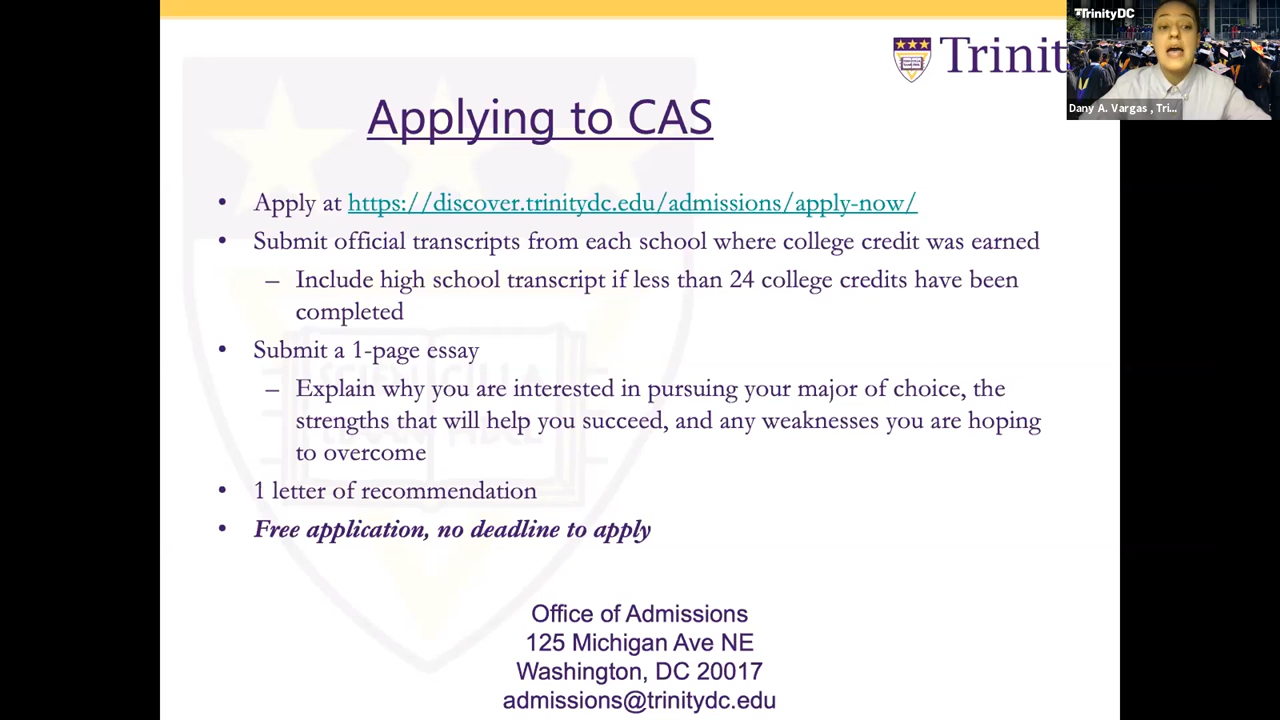 TrinityDC
Trinit
Dany A. Vargas , Tri...
Applying to CAS
• Apply at https://discover.trinitydc.edu/admissions/apply-now/
• Submit official transcripts from each school where college credit was earned
– Include high school transcript if less than 24 college credits have been
completed
• Submit a 1-page essay
– Explain why you are interested in pursuing your major of choice, the
strengths that will help you succeed, and any weaknesses you are hoping
to overcome
• 1 letter of recommendation
• Free application, no deadline to apply
Office of Admissions
125 Michigan Ave NE
Washington, DC 20017
admissions@trinitydc.edu